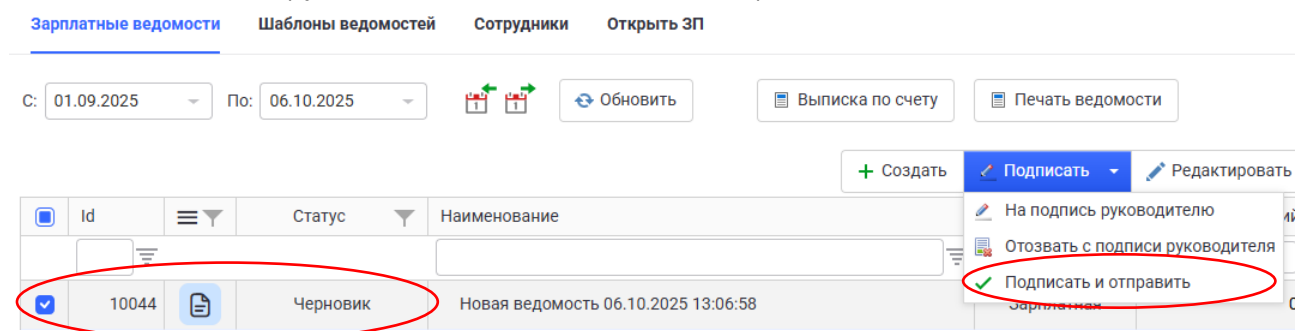 Зарплатные ведомости Шаблоны ведомостей Сотрудники Открыть ЗП
С: 01.09.2025 По: 06.10.2025 Обновить Выписка по счету Печать ведомости
+ Создать Подписать Редактировать
Id Статус Наименование
На подпись руководителю
Отозвать с подписи руководителя
Подписать и отправить
10044 Черновик Новая ведомость 06.10.2025 13:06:58 Зарплатная